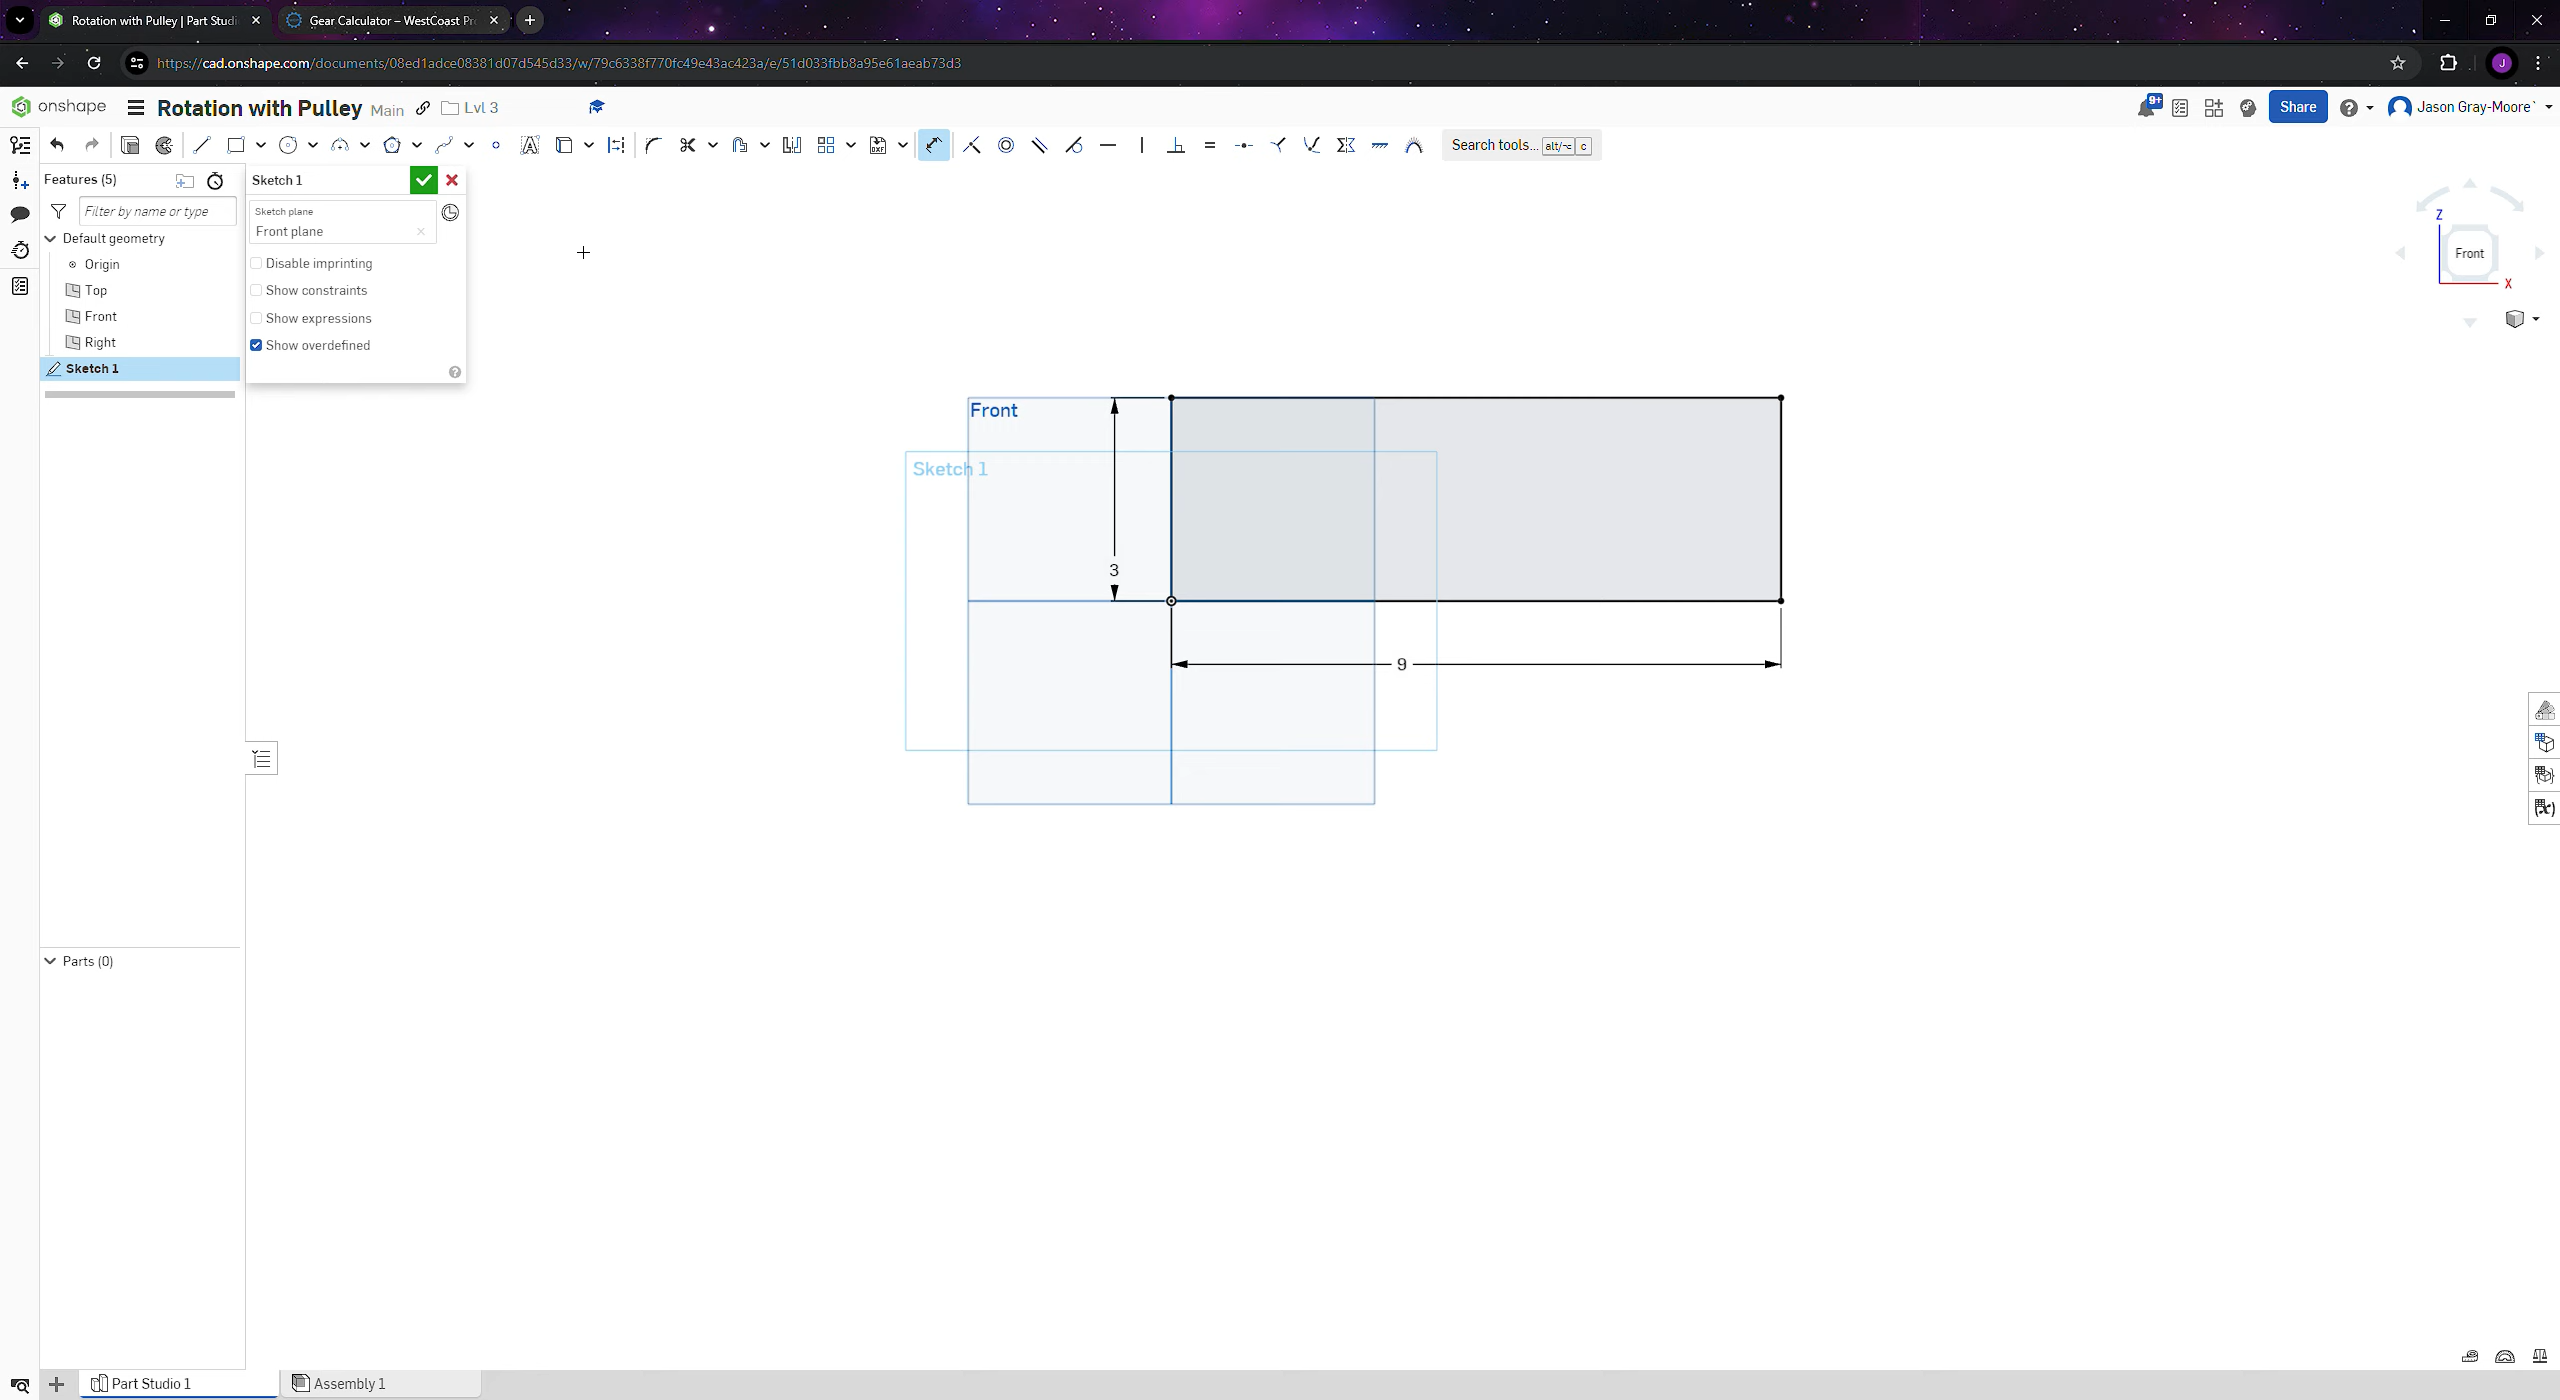 Rotation with Pulley | Part Studi
Gear Calculator – WestCoast Pr
https://cad.onshape.com/documents/08ed1adce08381d07d545d33/w/79c6338f770fc49e43ac423a/e/51d033fbb8a95e61aeab73d3
J
onshape
Rotation with Pulley Main
Lvl 3
9+
Share
Jason Gray-Moore`
Search tools... alt/⌥ c
Features (5)
Filter by name or type
Default geometry
Origin
Top
Front
Right
Sketch 1
Sketch 1
Sketch plane
Front plane
Disable imprinting
Show constraints
Show expressions
Show overdefined
Front
Sketch 1
3
9
Z
Front
X
Parts (0)
Part Studio 1
Assembly 1